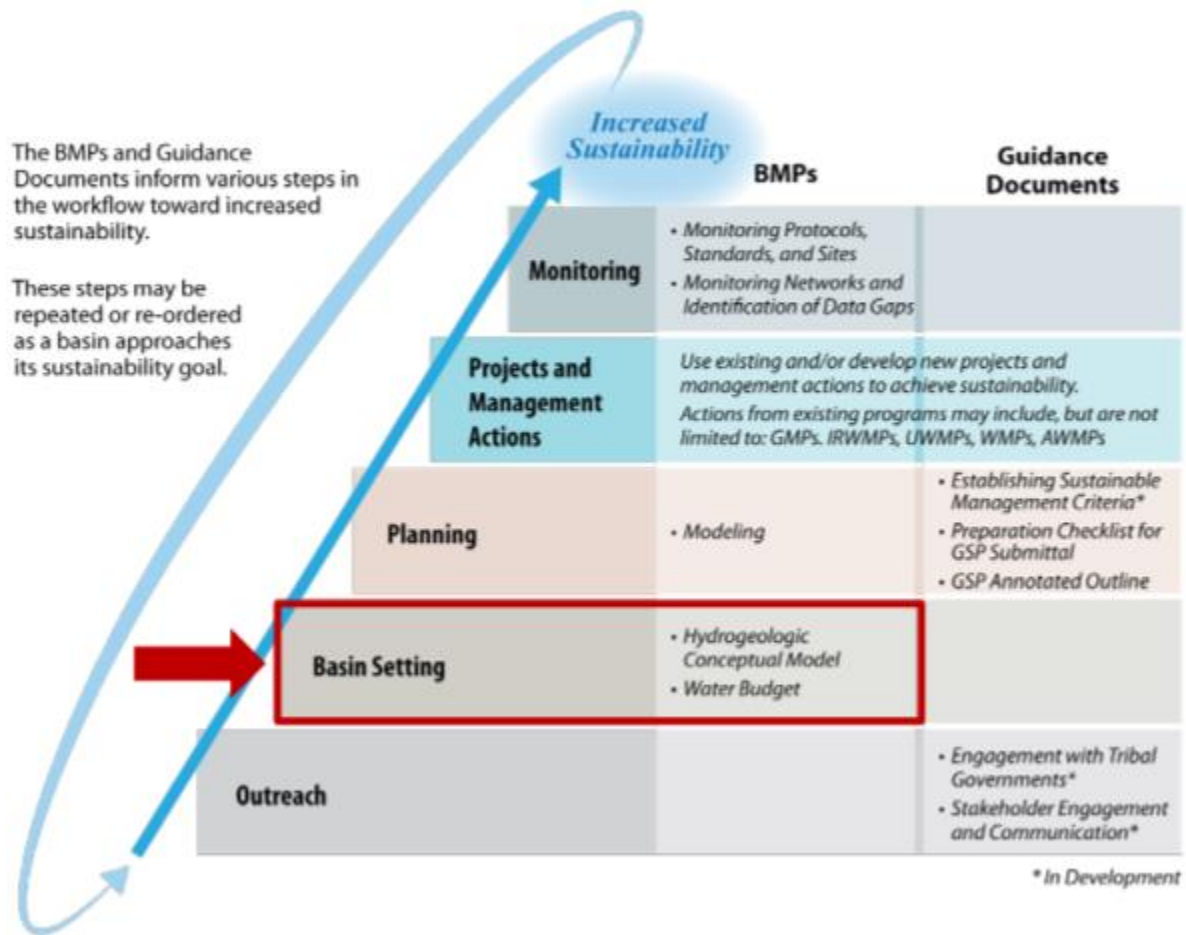 The BMPs and Guidance
Documents inform various steps in
the workflow toward increased
sustainability.
These steps may be
repeated or re-ordered
as a basin approaches
its sustainability goal.
Increased
Sustainability
BMPs
Guidance
Documents
Monitoring
• Monitoring Protocols,
Standards, and Sites
• Monitoring Networks and
Identification of Data Gaps
Projects and
Management
Actions
Use existing and/or develop new projects and
management actions to achieve sustainability.
Actions from existing programs may include, but are not
limited to: GMPs. IRWMPs, UWMPs, WMPs, AWMPs
Planning
• Modeling
• Establishing Sustainable
Management Criteria*
• Preparation Checklist for
GSP Submittal
• GSP Annotated Outline
Basin Setting
• Hydrogeologic
Conceptual Model
• Water Budget
Outreach
• Engagement with Tribal
Governments*
• Stakeholder Engagement
and Communication*
* In Development